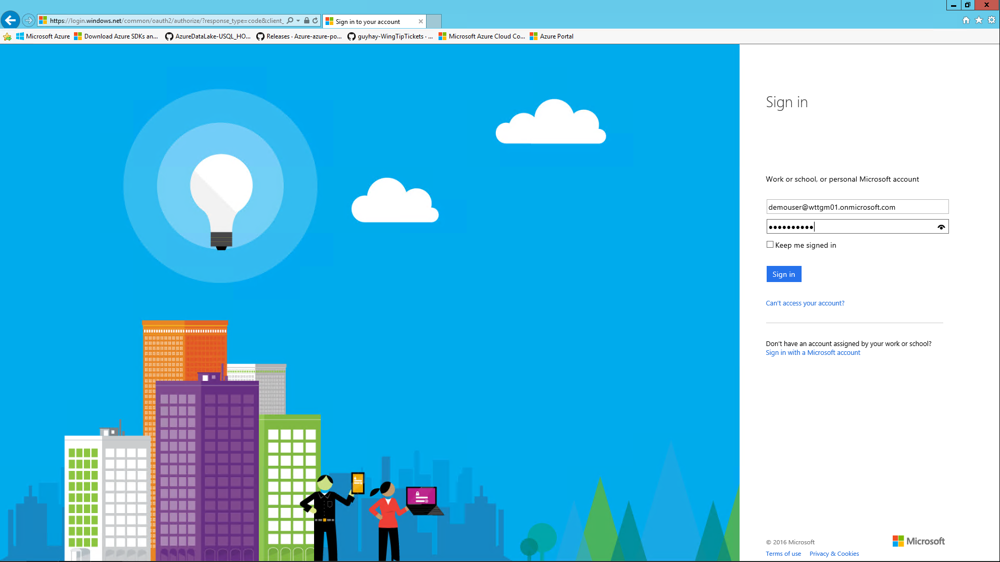 https://login.windows.net/common/oauth2/authorize/?response_type=code&client_
Sign in to your account
Microsoft Azure
Download Azure SDKs an...
AzureDataLake-USQL_HO...
Releases · Azure-azure-po...
guyhay-WingTipTickets · ...
Microsoft Azure Cloud Co...
Azure Portal
Sign in
Work or school, or personal Microsoft account
demouser@wttgm01.onmicrosoft.com
Keep me signed in
Sign in
Can't access your account?
Don't have an account assigned by your work or school?
Sign in with a Microsoft account
© 2016 Microsoft
Microsoft
Terms of use
Privacy & Cookies